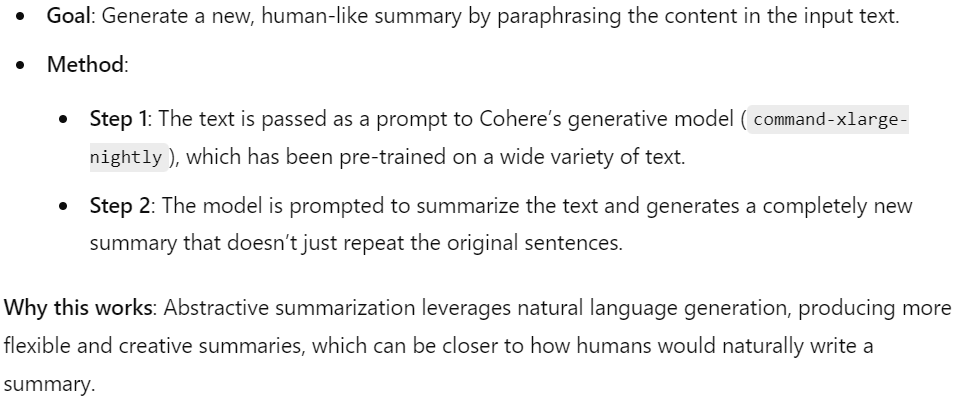 • Goal: Generate a new, human-like summary by paraphrasing the content in the input text.
• Method:
• Step 1: The text is passed as a prompt to Cohere’s generative model ( command-xlarge-
nightly ), which has been pre-trained on a wide variety of text.
• Step 2: The model is prompted to summarize the text and generates a completely new
summary that doesn’t just repeat the original sentences.
Why this works: Abstractive summarization leverages natural language generation, producing more
flexible and creative summaries, which can be closer to how humans would naturally write a
summary.